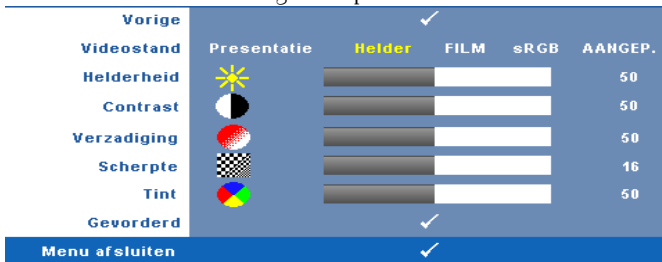 Vorige
Videostand Presentatie Helder FILM sRGB AANGEP.
Helderheid 50
Contrast 50
Verzadiging 50
Scherpte 16
Tint 50
Gevorderd
Menu afsluiten